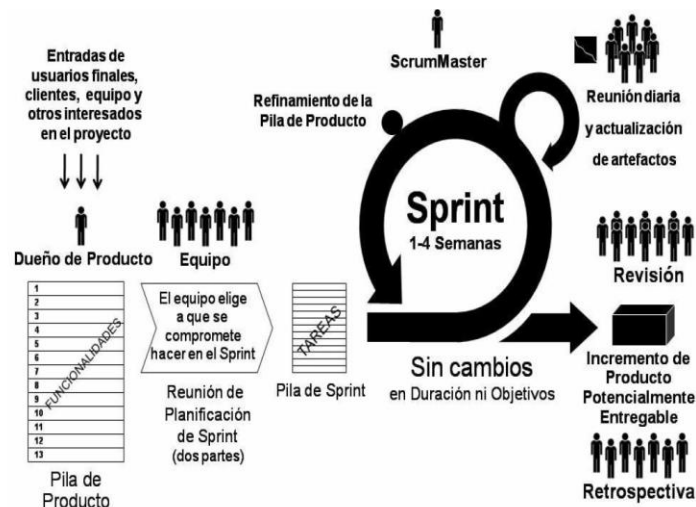 Entradas de
usuarios finales,
clientes, equipo y
otros interesados
en el proyecto
Dueño de Producto
1
2
3
4
5
6
7
8
9
10
11
12
13
FUNCIONALIDADES
Pila de
Producto
Equipo
El equipo elige
a que se
compromete
hacer en el Sprint
Reunión de
Planificación
de Sprint
(dos partes)
TAREAS
Pila de Sprint
ScrumMaster
Refinamiento de la
Pila de Producto
Sprint
1-4 Semanas
Sin cambios
en Duración ni Objetivos
Reunión diaria
y actualización
de artefactos
Revisión
Incremento de
Producto
Potencialmente
Entregable
Retrospectiva